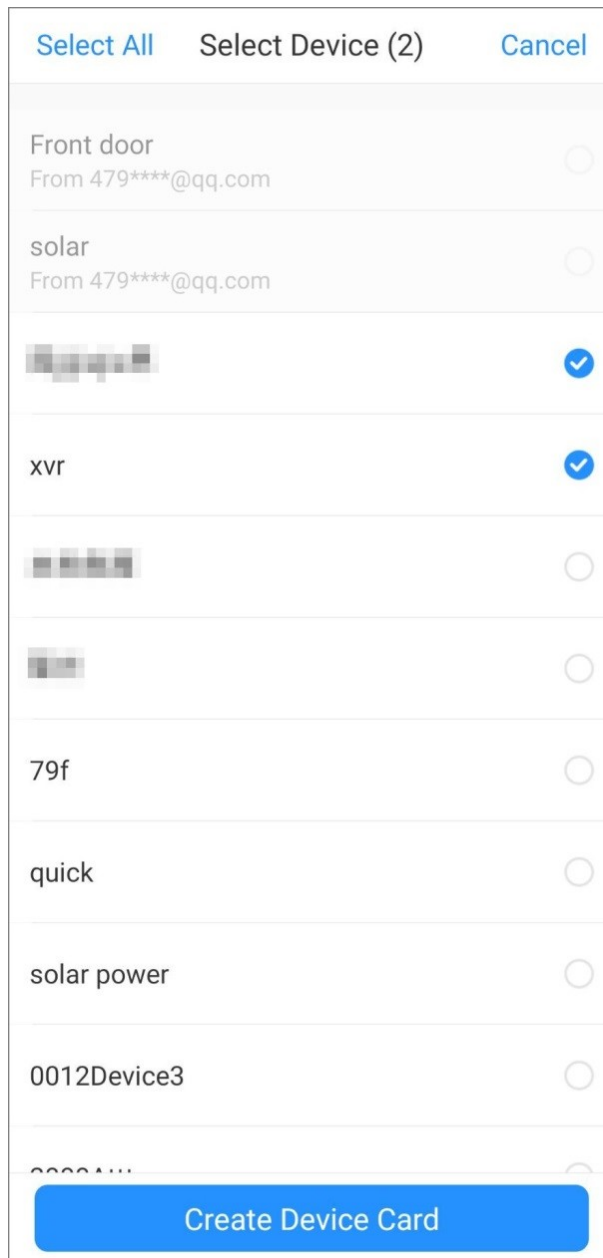 Select All Select Device (2) Cancel
Front door
From 479****@qq.com
solar
From 479****@qq.com
xvr
79f
quick
solar power
0012Device3
Create Device Card